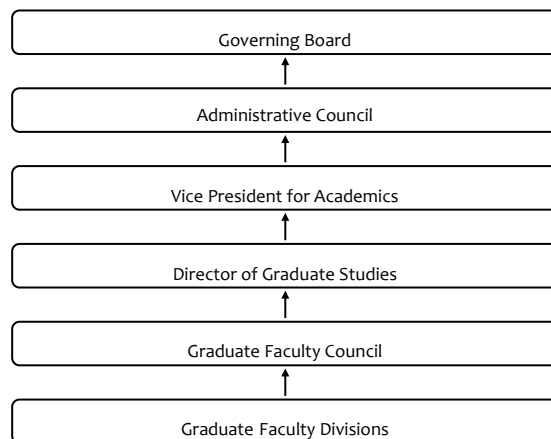 Governing Board
Administrative Council
Vice President for Academics
Director of Graduate Studies
Graduate Faculty Council
Graduate Faculty Divisions